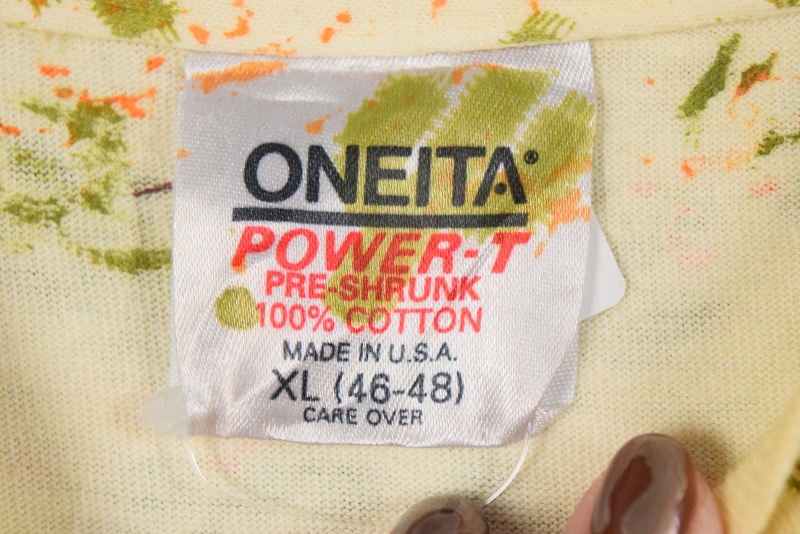 ONEITA®
POWER-T
PRE-SHRUNK
100% COTTON
MADE IN U.S.A.
XL (46-48)
CARE OVER